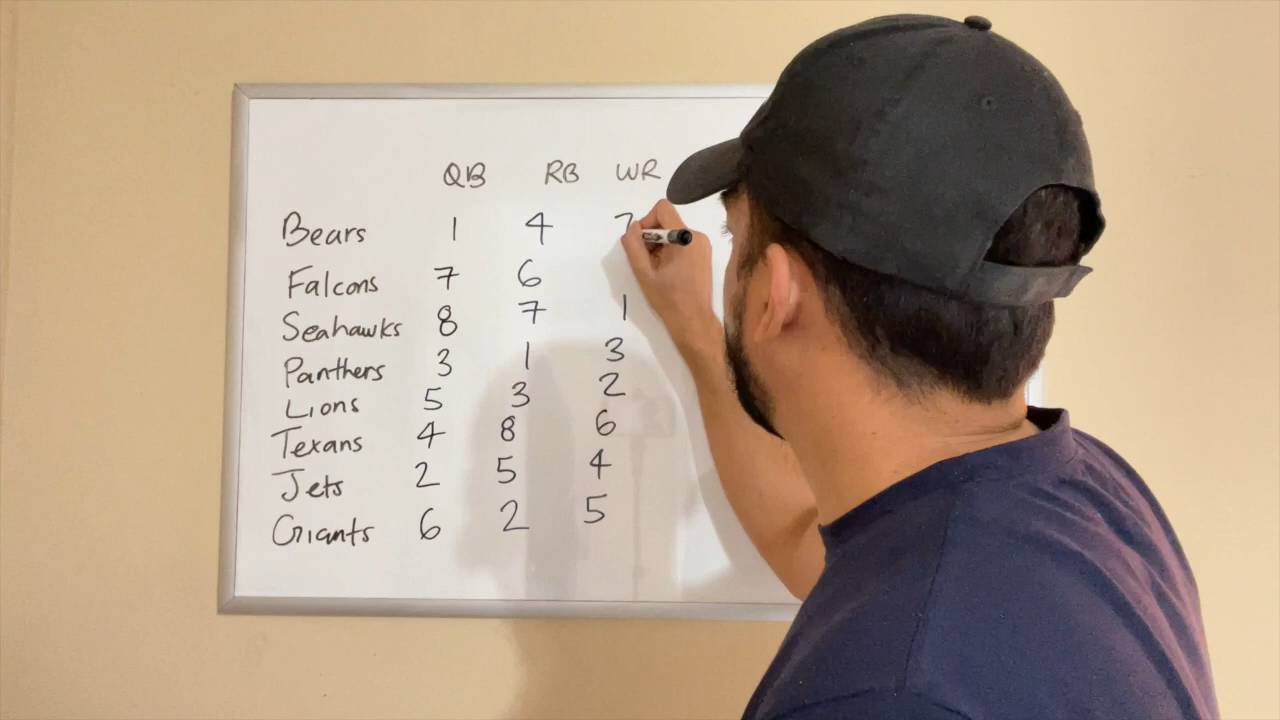 QB RB WR
Bears 1 4 7
Falcons 7 6
Seahawks 8 7 1
Panthers 3 1 3
Lions 5 3 2
Texans 4 8 6
Jets 2 5 4
Giants 6 2 5